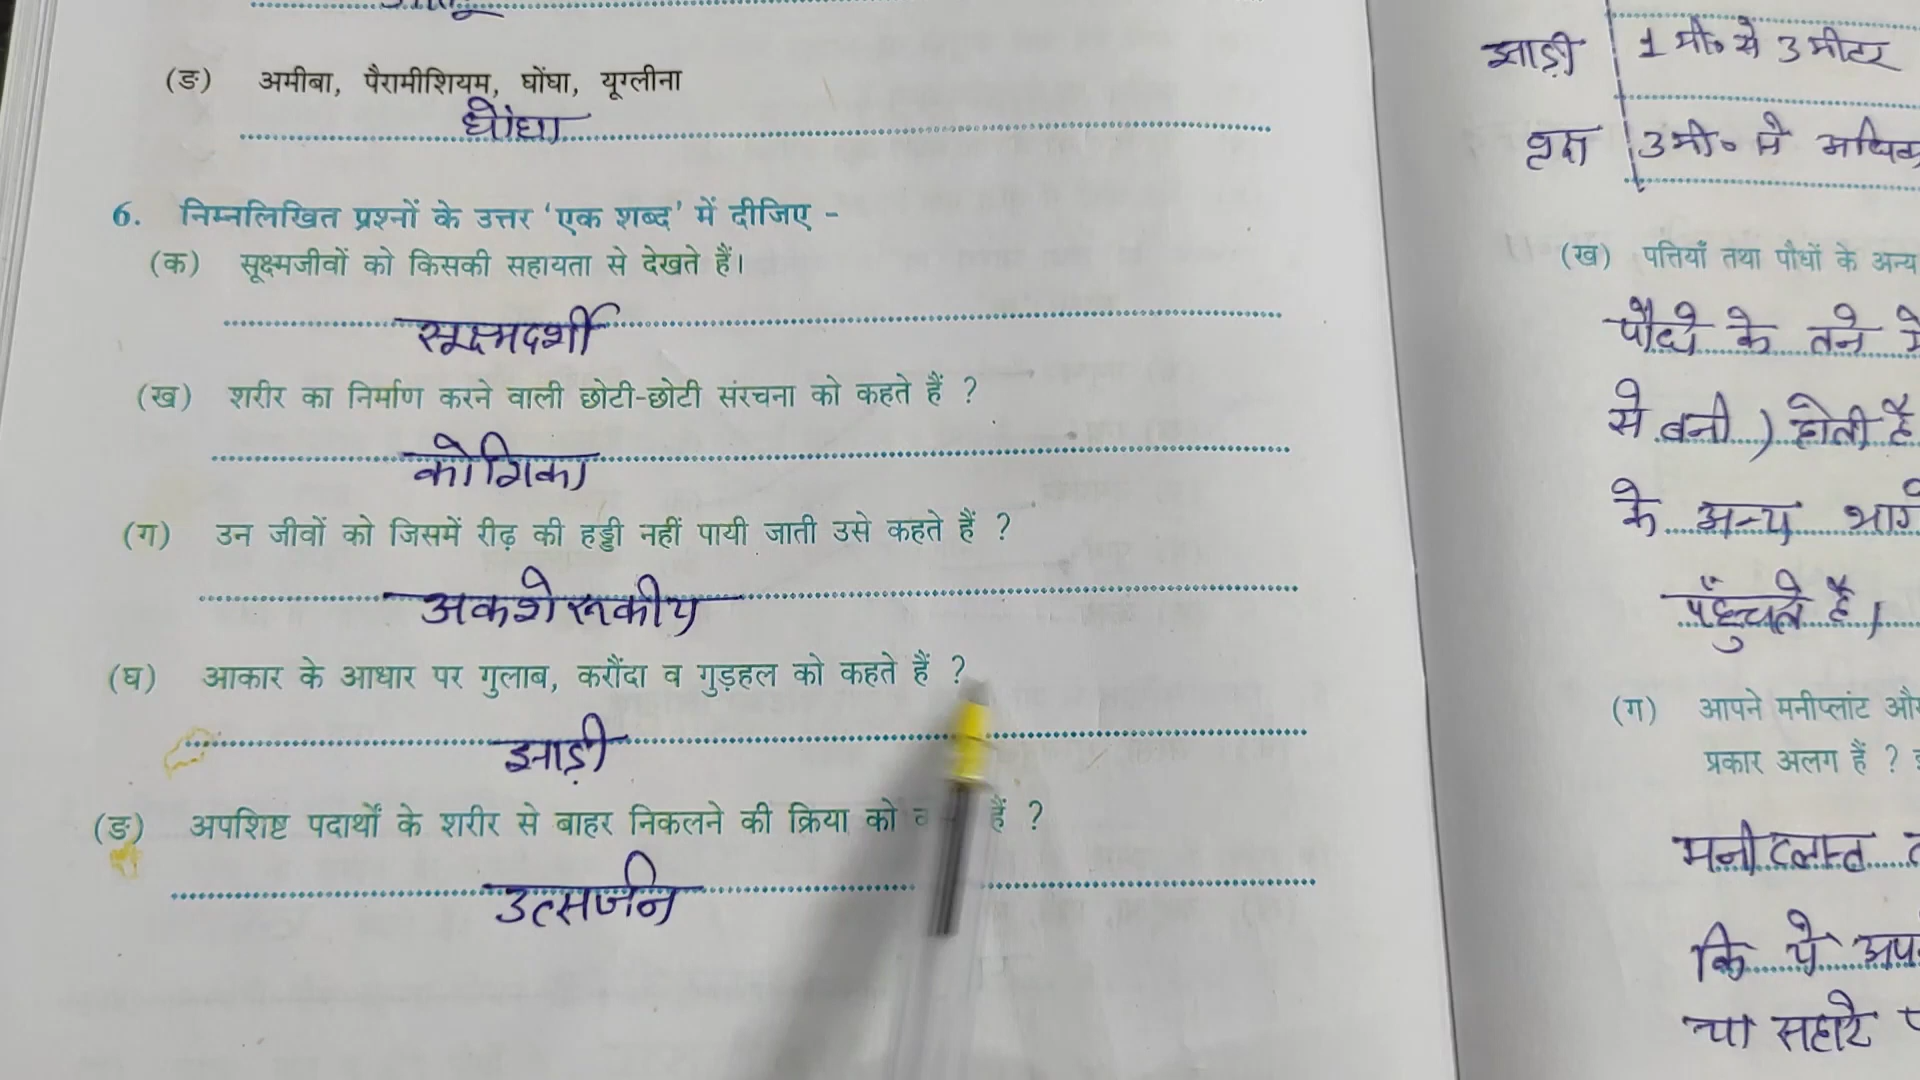 (ङ) अमीबा, पैरामीशियम, घोंघा, यूग्लीना
घोंघा
6. निम्नलिखित प्रश्नों के उत्तर ‘एक शब्द’ में दीजिए -
(क) सूक्ष्मजीवों को किसकी सहायता से देखते हैं।
सूक्ष्मदर्शी
(ख) शरीर का निर्माण करने वाली छोटी-छोटी संरचना को कहते हैं ?
कोशिका
(ग) उन जीवों को जिसमें रीढ़ की हड्डी नहीं पायी जाती उसे कहते हैं ?
अकशेरूकीय
(घ) आकार के आधार पर गुलाब, करौंदा व गुड़हल को कहते हैं ?
झाड़ी
(ङ) अपशिष्ट पदार्थों के शरीर से बाहर निकलने की क्रिया को हैं ?
उत्सर्जन
झाड़ी 1 मी० से 3 मीटर
वृक्ष 3 मी० से अधिक
(ख) पत्तियाँ तथा पौधों के अन्य
पौधे के तने
से बनी) होती है
के अन्य
पहुँचते हैं।
(ग) आपने मनीप्लांट
प्रकार अलग हैं ?
मनीप्लान्ट
कि ये
या सहारे